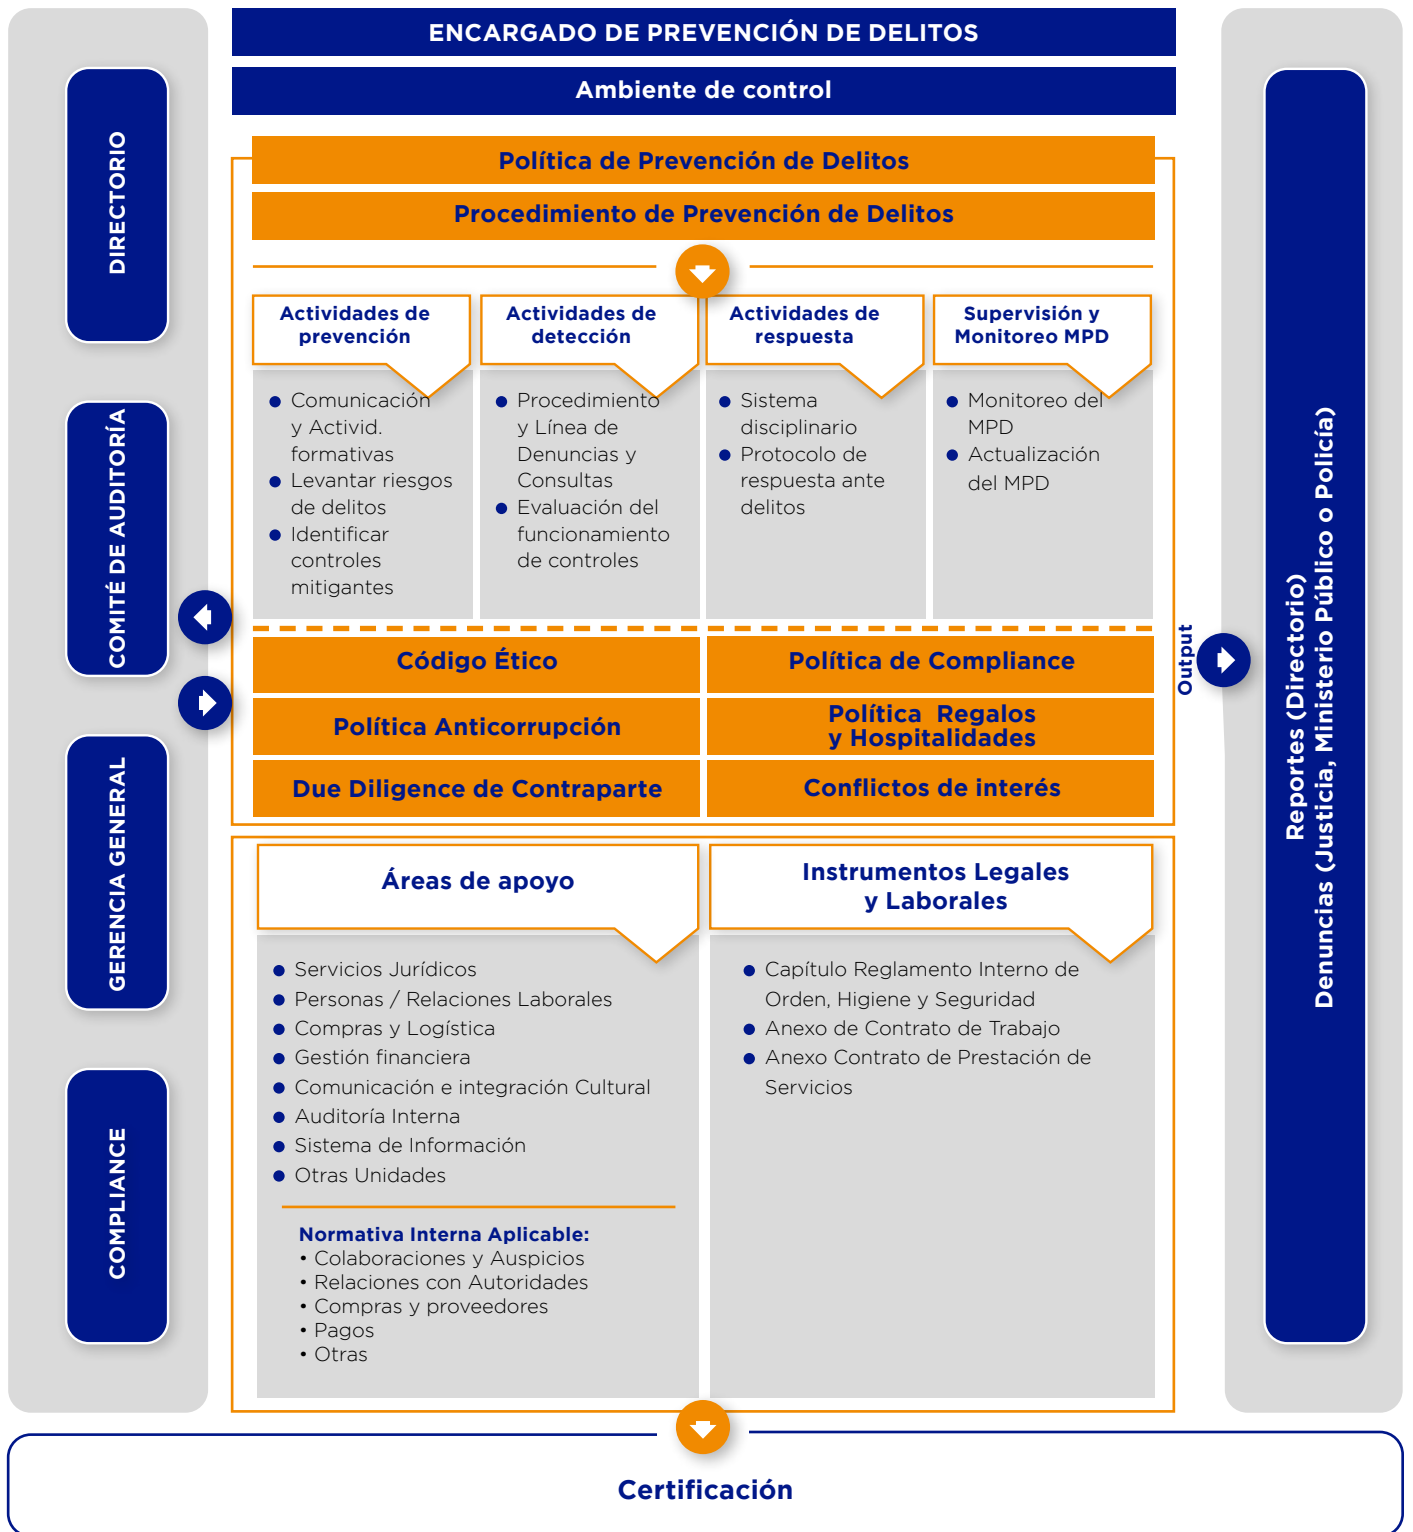 ENCARGADO DE PREVENCIÓN DE DELITOS
Ambiente de control
DIRECTORIO
COMITÉ DE AUDITORÍA
GERENCIA GENERAL
COMPLIANCE
Política de Prevención de Delitos
Procedimiento de Prevención de Delitos
Actividades de
prevención
Comunicación
y Activid.
formativas
Levantar riesgos
de delitos
Identificar
controles
mitigantes
Actividades de
detección
Procedimiento
y Línea de
Denuncias y
Consultas
Evaluación del
funcionamiento
de controles
Actividades de
respuesta
Sistema
disciplinario
Protocolo de
respuesta ante
delitos
Supervisión y
Monitoreo MPD
Monitoreo del
MPD
Actualización
del MPD
Código Ético
Política de Compliance
Política Anticorrupción
Política Regalos
y Hospitalidades
Due Diligence de Contraparte
Conflictos de interés
Output
Reportes (Directorio)
Denuncias (Justicia, Ministerio Público o Policía)
Áreas de apoyo
Servicios Jurídicos
Personas / Relaciones Laborales
Compras y Logística
Gestión financiera
Comunicación e integración Cultural
Auditoría Interna
Sistema de Información
Otras Unidades
Normativa Interna Aplicable:
• Colaboraciones y Auspicios
• Relaciones con Autoridades
• Compras y proveedores
• Pagos
• Otras
Instrumentos Legales
y Laborales
Capítulo Reglamento Interno de
Orden, Higiene y Seguridad
Anexo de Contrato de Trabajo
Anexo Contrato de Prestación de
Servicios
Certificación